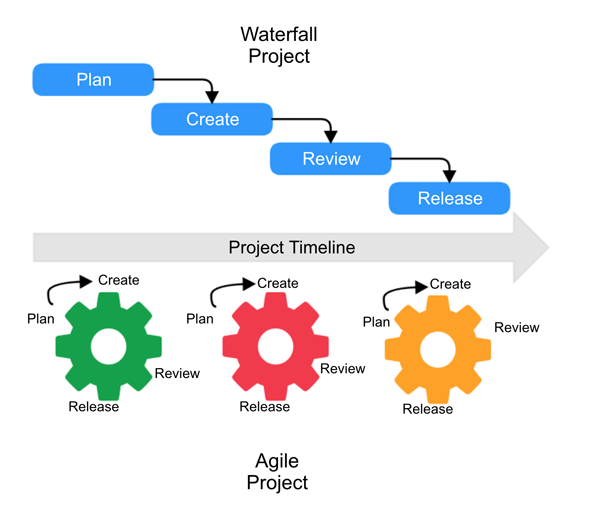 Waterfall
Project
Plan
Create
Review
Release
Project Timeline
Create
Plan
Review
Release
Create
Plan
Review
Release
Create
Plan
Review
Release
Agile
Project